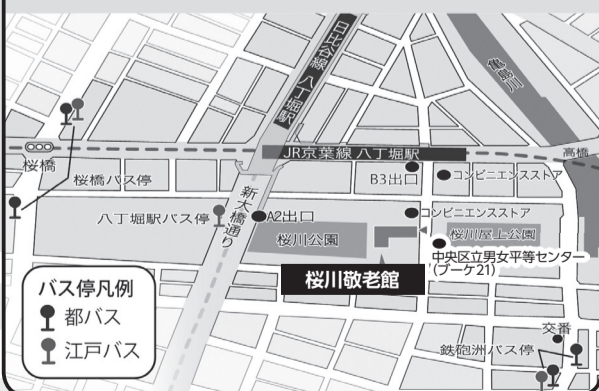 日比谷線 八丁堀駅
亀島川
JR京葉線 八丁堀駅
高橋
桜橋
桜橋バス停
B3出口
コンビニエンスストア
八丁堀駅バス停
新大橋通り
A2出口
コンビニエンスストア
桜川公園
桜川屋上公園
中央区立男女平等センター
(ブーケ21)
桜川敬老館
バス停凡例
都バス
江戸バス
交番
鉄砲洲バス停